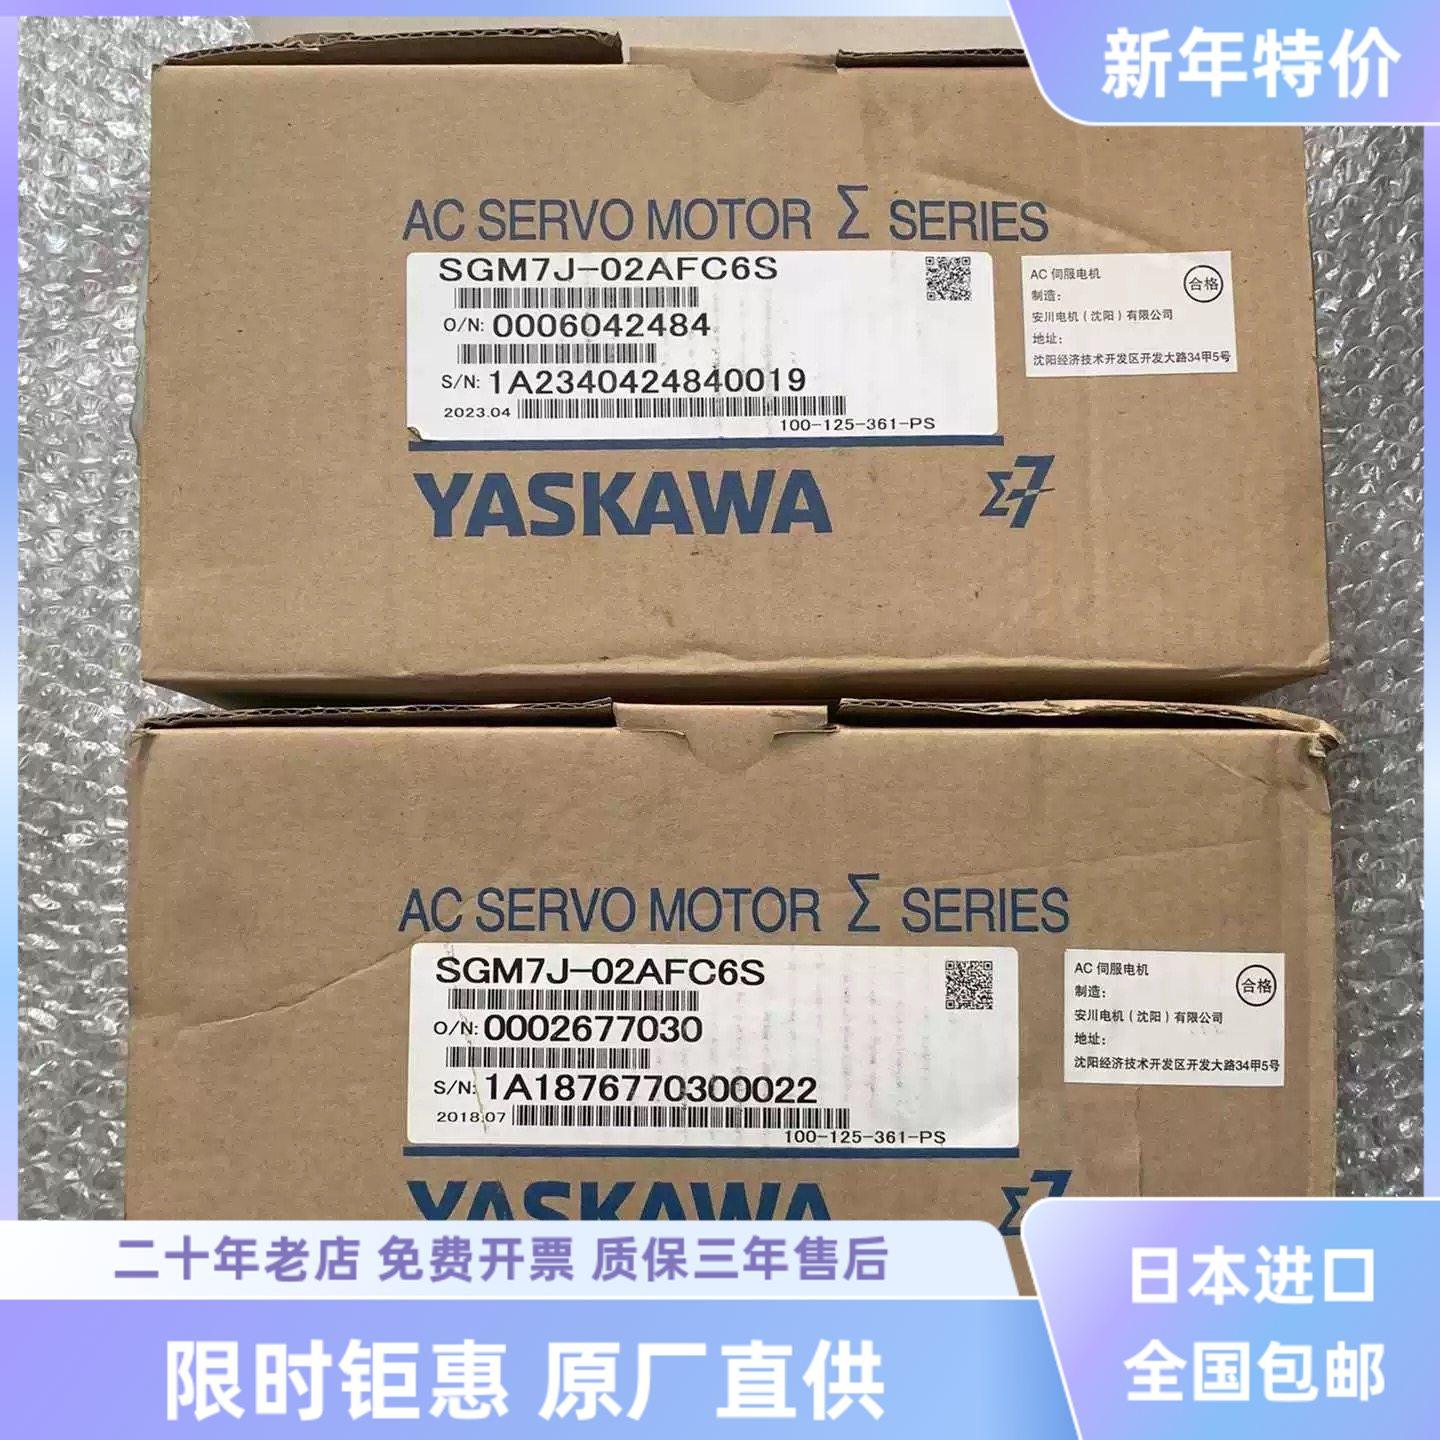 新年特价
AC SERVO MOTOR Σ SERIES
SGM7J-02AFC6S
O/N: 0006042484
S/N: 1A2340424840019
2023.04
100-125-361-PS
AC 伺服电机
合格
制造：
安川电机（沈阳）有限公司
地址：
沈阳经济技术开发区开发大路34甲5号
YASKAWA
Σ-7
AC SERVO MOTOR Σ SERIES
SGM7J-02AFC6S
O/N: 0002677030
S/N: 1A1876770300022
2018.07
100-125-361-PS
AC 伺服电机
合格
制造：
安川电机（沈阳）有限公司
地址：
沈阳经济技术开发区开发大路34甲5号
YASKAWA
Σ-7
二十年老店 免费开票 质保三年售后
限时钜惠 原厂直供
日本进口
全国包邮